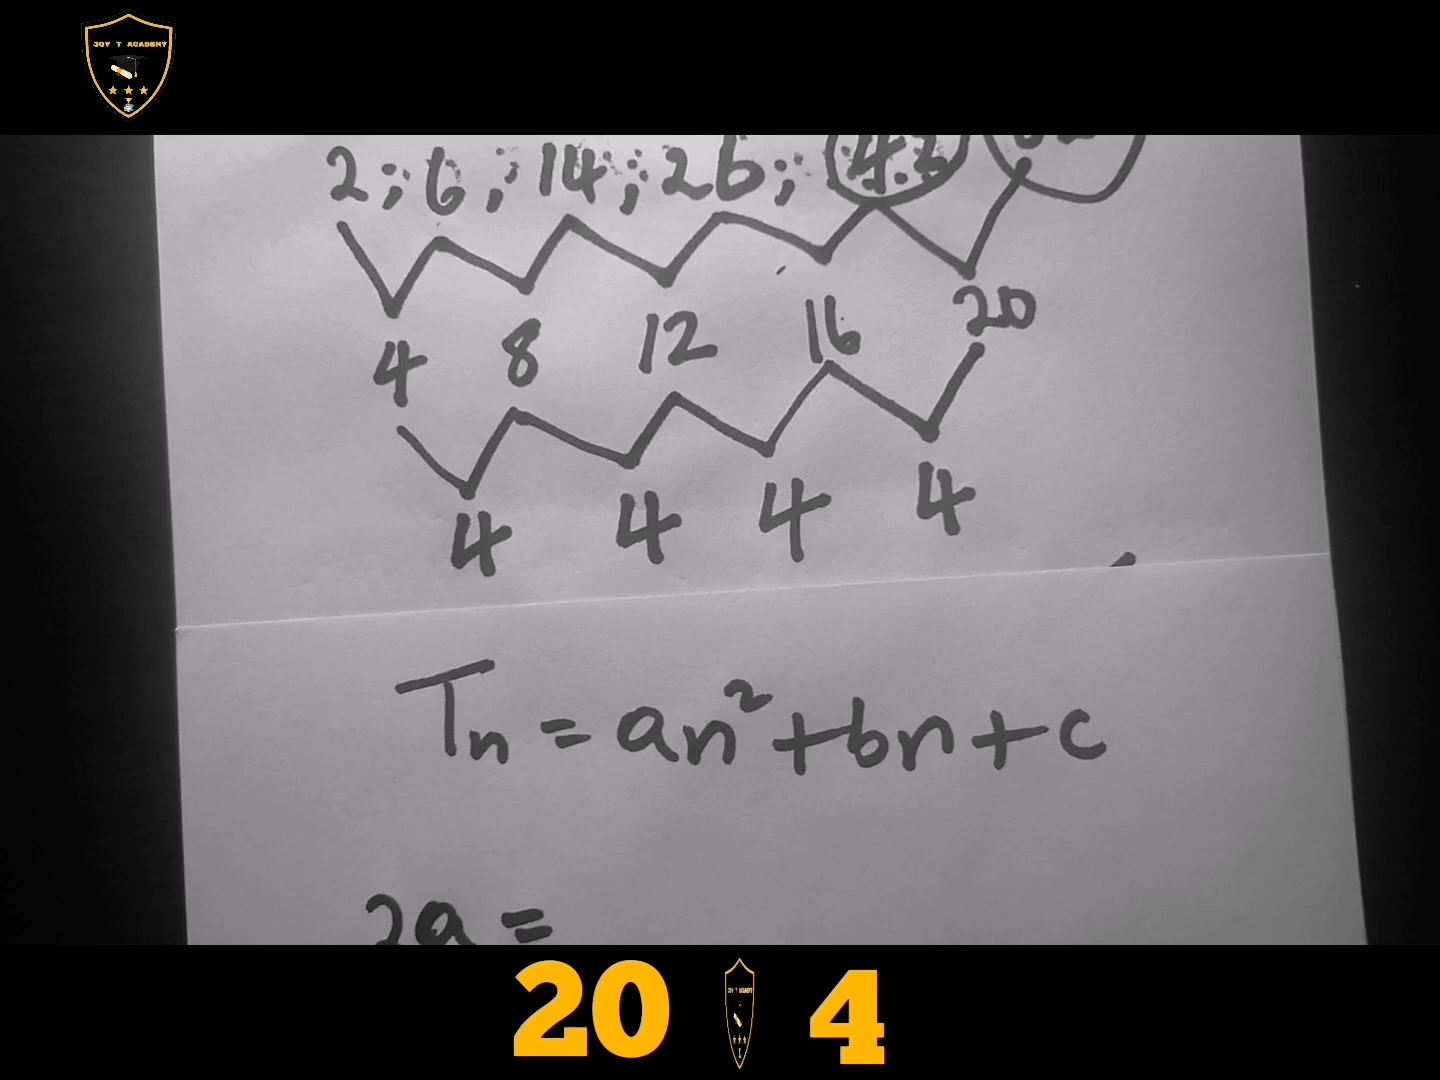 JOY T ACADEMY
2; 6; 14; 26; 42
4 8 12 16 20
4 4 4 4
Tn = an² + bn + c
2a =
20 4